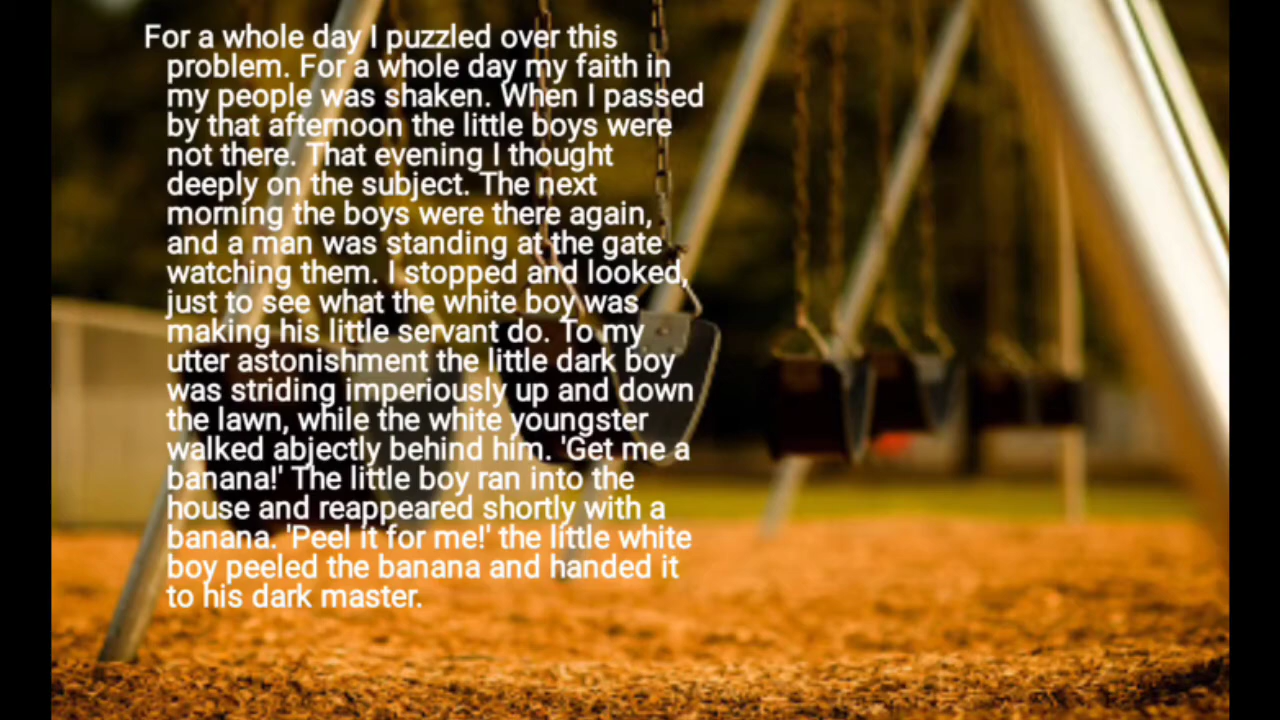 For a whole day I puzzled over this
problem. For a whole day my faith in
my people was shaken. When I passed
by that afternoon the little boys were
not there. That evening I thought
deeply on the subject. The next
morning the boys were there again,
and a man was standing at the gate
watching them. I stopped and looked,
just to see what the white boy was
making his little servant do. To my
utter astonishment the little dark boy
was striding imperiously up and down
the lawn, while the white youngster
walked abjectly behind him. 'Get me a
banana!' The little boy ran into the
house and reappeared shortly with a
banana. 'Peel it for me!' the little white
boy peeled the banana and handed it
to his dark master.